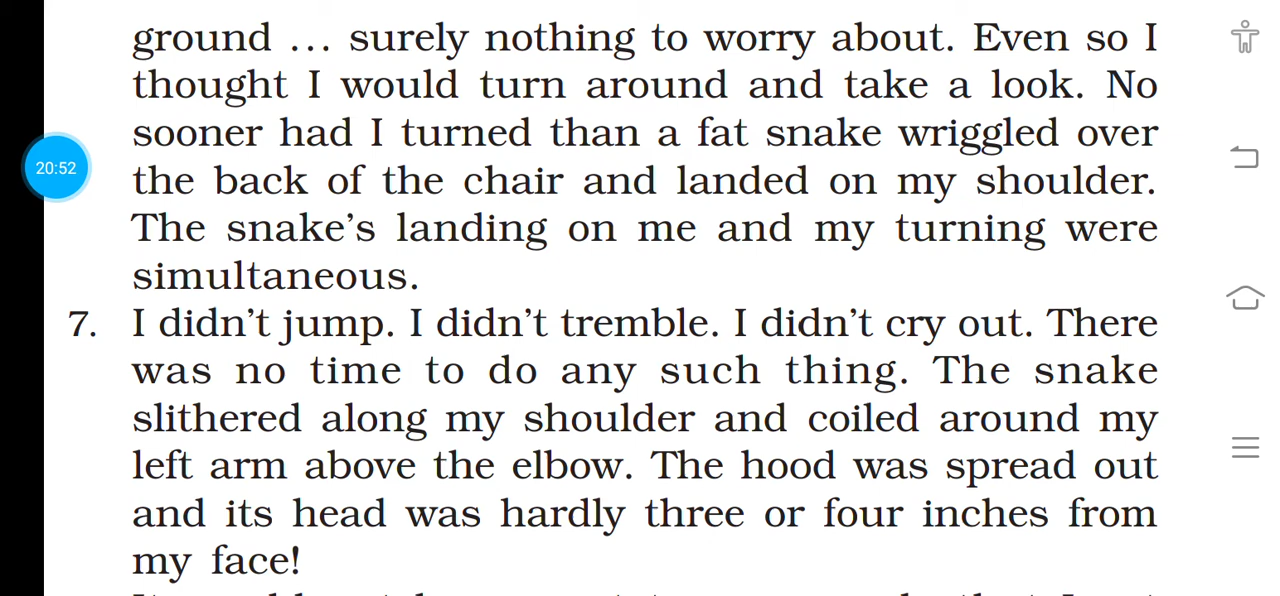 ground ... surely nothing to worry about. Even so I
thought I would turn around and take a look. No
sooner had I turned than a fat snake wriggled over
20:52
the back of the chair and landed on my shoulder.
The snake's landing on me and my turning were
simultaneous.
7. I didn't jump. I didn't tremble. I didn't cry out. There
was no time to do any such thing. The snake
slithered along my shoulder and coiled around my
left arm above the elbow. The hood was spread out
and its head was hardly three or four inches from
my face!